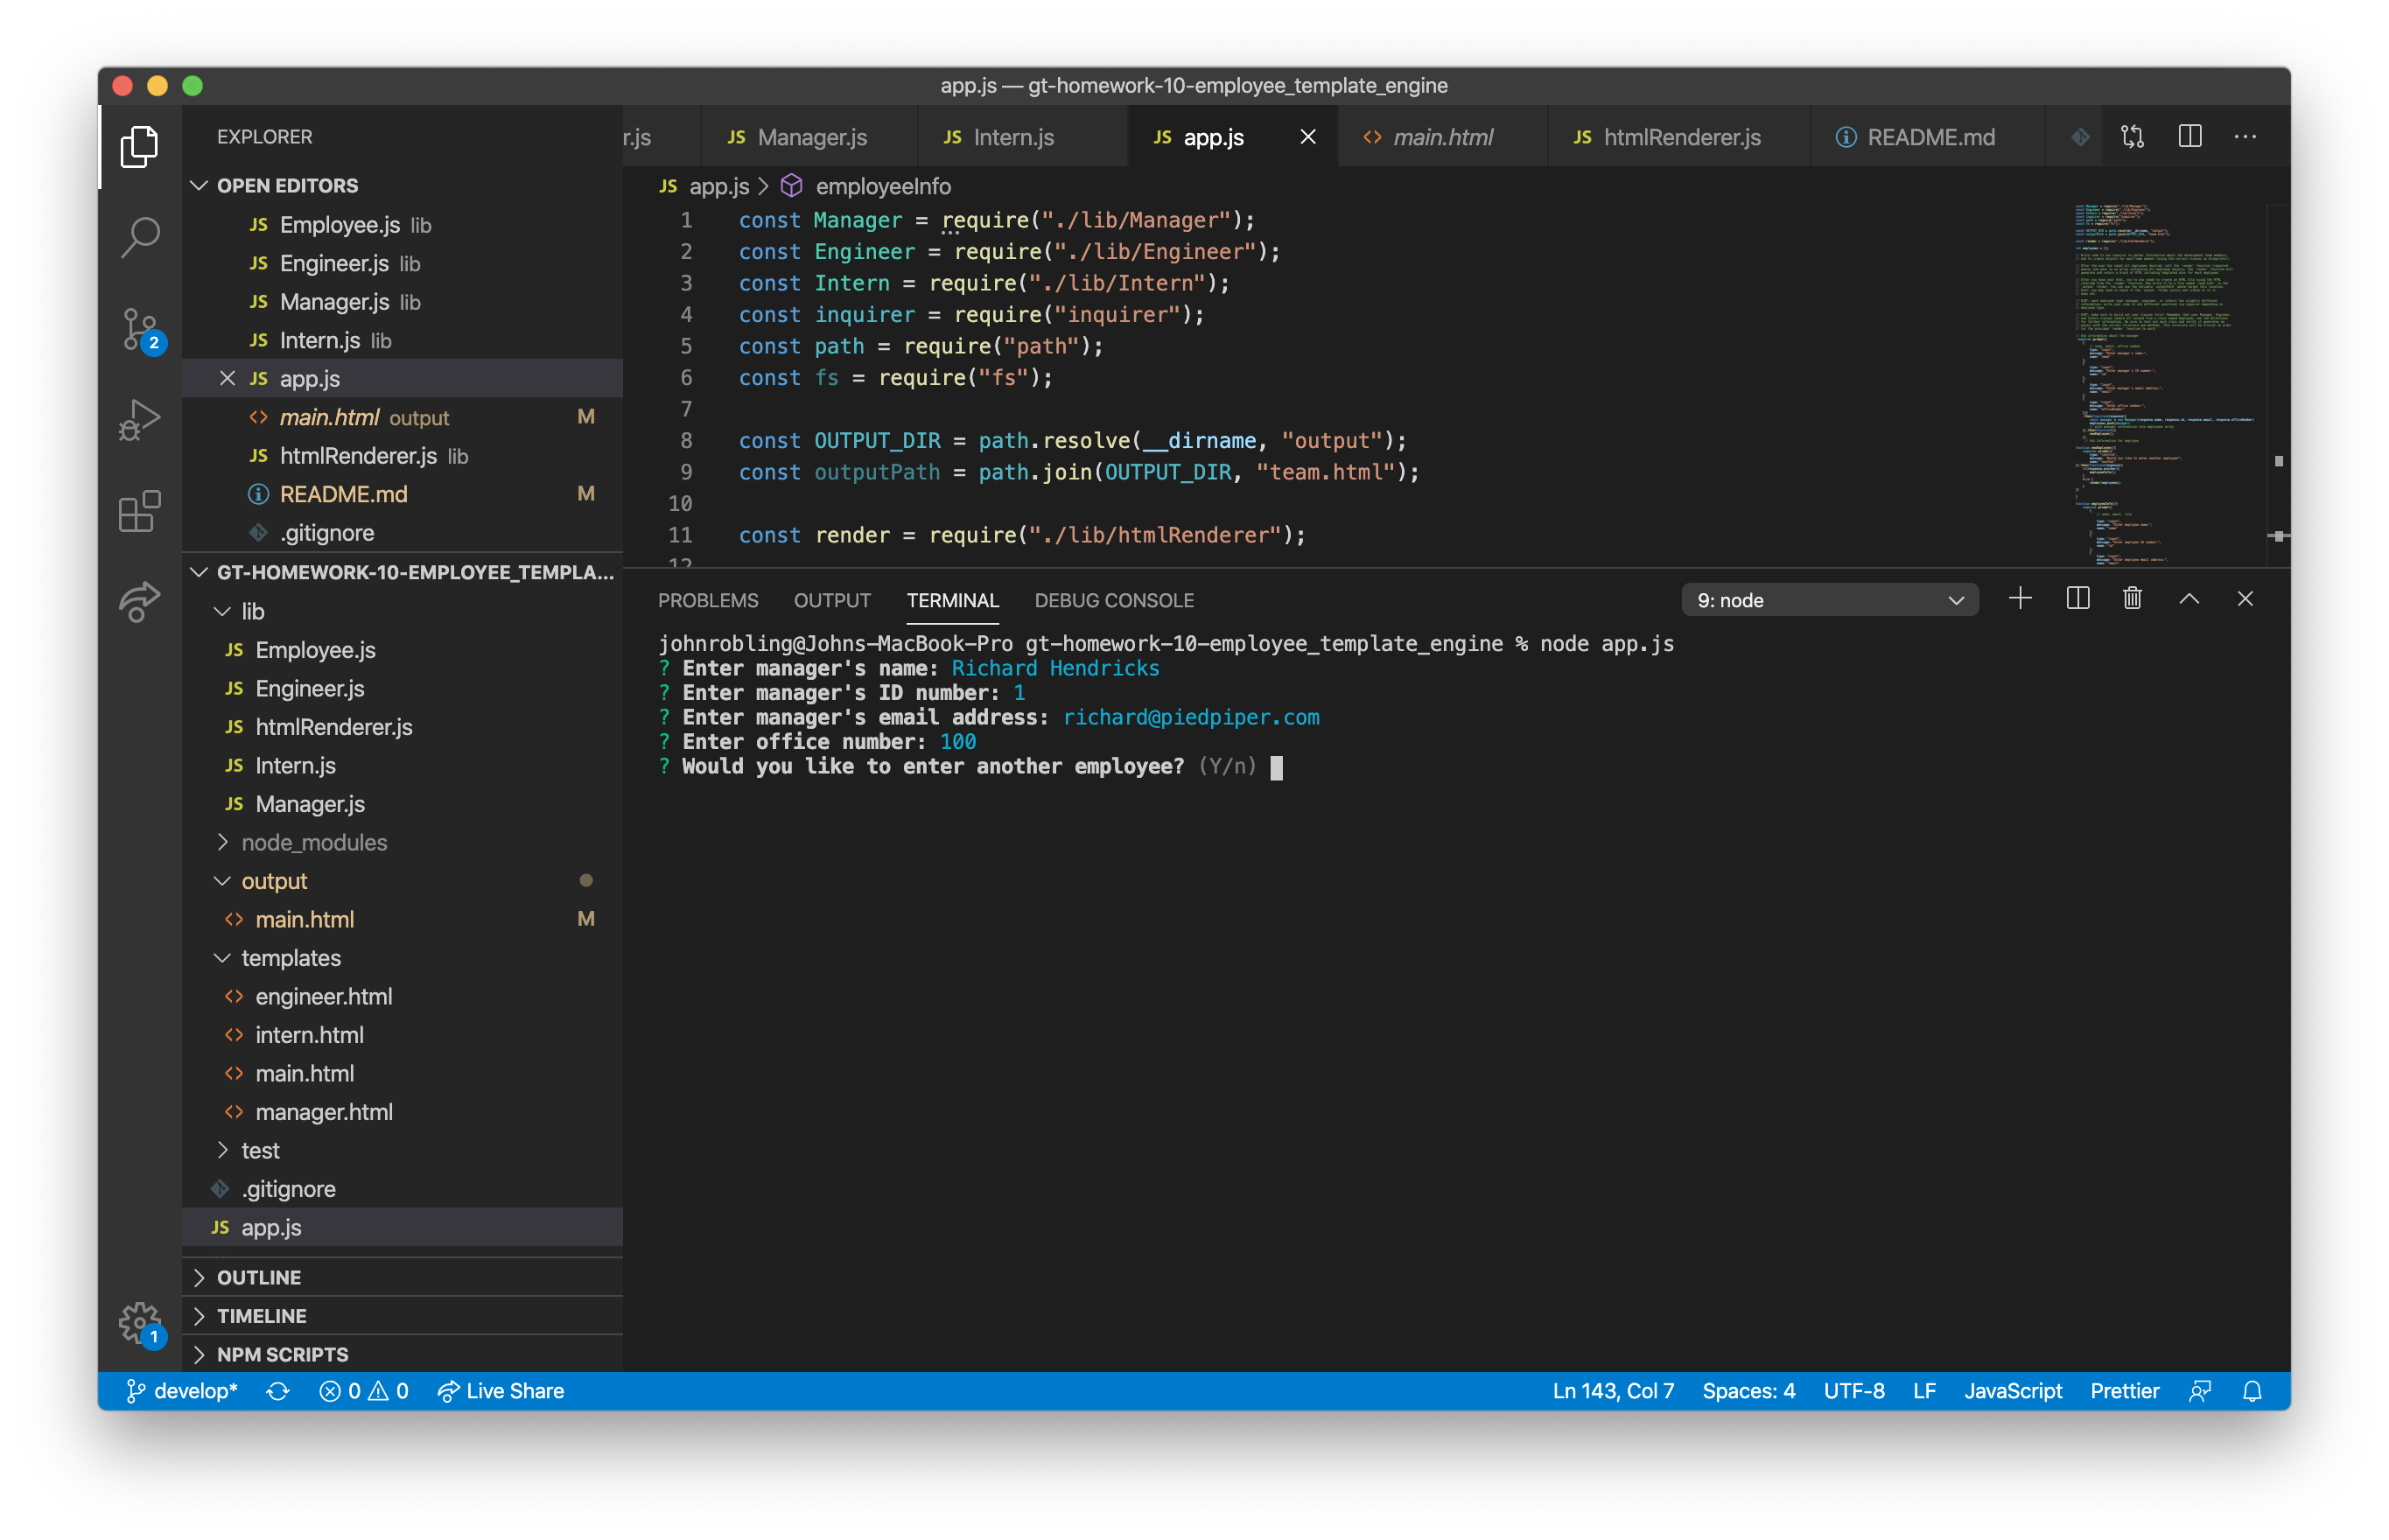 app.js — gt-homework-10-employee_template_engine
EXPLORER
OPEN EDITORS
JS Employee.js lib
JS Engineer.js lib
JS Manager.js lib
JS Intern.js lib
JS app.js
<> main.html output M
JS htmlRenderer.js lib
README.md M
.gitignore
GT-HOMEWORK-10-EMPLOYEE_TEMPLA...
lib
JS Employee.js
JS Engineer.js
JS htmlRenderer.js
JS Intern.js
JS Manager.js
node_modules
output
<> main.html M
templates
<> engineer.html
<> intern.html
<> main.html
<> manager.html
test
.gitignore
JS app.js
OUTLINE
TIMELINE
NPM SCRIPTS
2
1
r.js JS Manager.js JS Intern.js JS app.js <> main.html JS htmlRenderer.js README.md
JS app.js > employeeInfo
1 const Manager = require("./lib/Manager");
2 const Engineer = require("./lib/Engineer");
3 const Intern = require("./lib/Intern");
4 const inquirer = require("inquirer");
5 const path = require("path");
6 const fs = require("fs");
7
8 const OUTPUT_DIR = path.resolve(__dirname, "output");
9 const outputPath = path.join(OUTPUT_DIR, "team.html");
10
11 const render = require("./lib/htmlRenderer");
12
PROBLEMS OUTPUT TERMINAL DEBUG CONSOLE 9: node
johnrobling@Johns-MacBook-Pro gt-homework-10-employee_template_engine % node app.js
? Enter manager's name: Richard Hendricks
? Enter manager's ID number: 1
? Enter manager's email address: richard@piedpiper.com
? Enter office number: 100
? Would you like to enter another employee? (Y/n)
develop* 0 0 Live Share Ln 143, Col 7 Spaces: 4 UTF-8 LF JavaScript Prettier